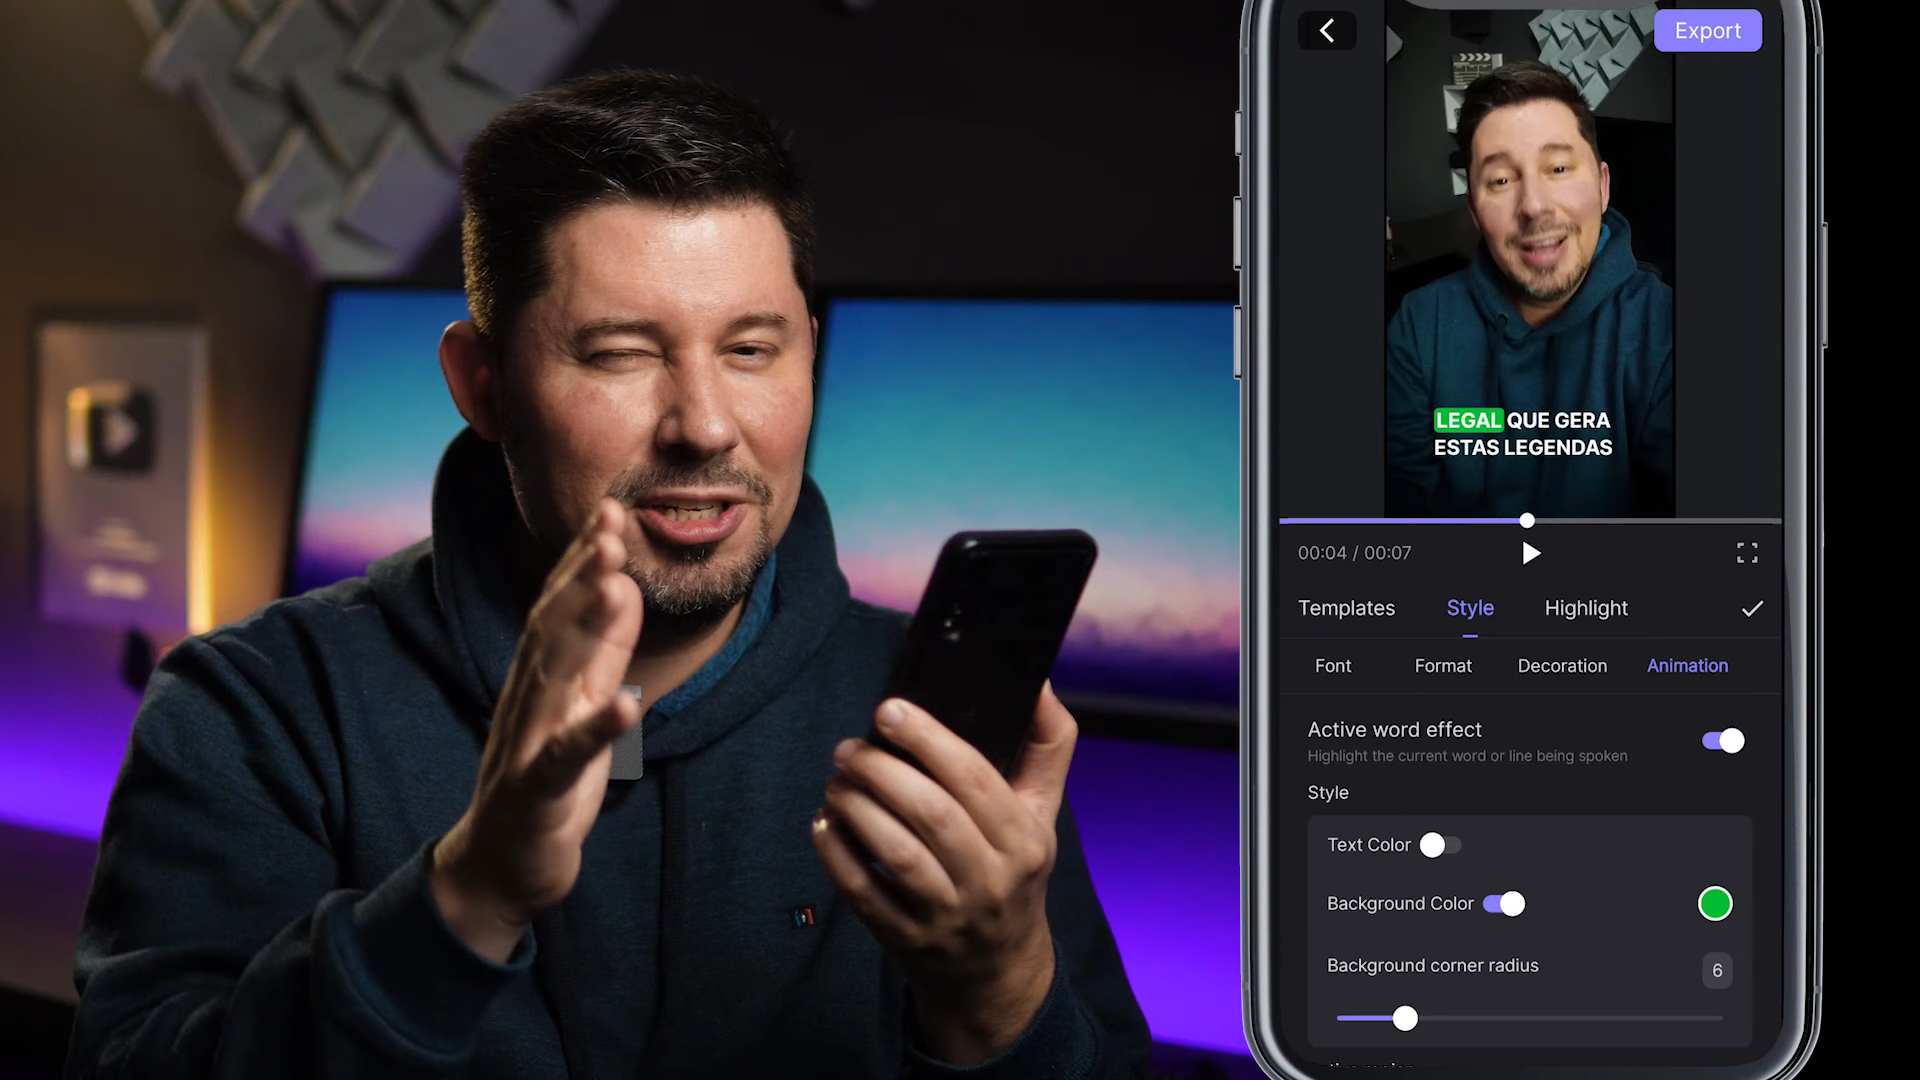 Export
LEGAL QUE GERA
ESTAS LEGENDAS
00:04 / 00:07
Templates Style Highlight
Font Format Decoration Animation
Active word effect
Highlight the current word or line being spoken
Style
Text Color
Background Color
Background corner radius
6